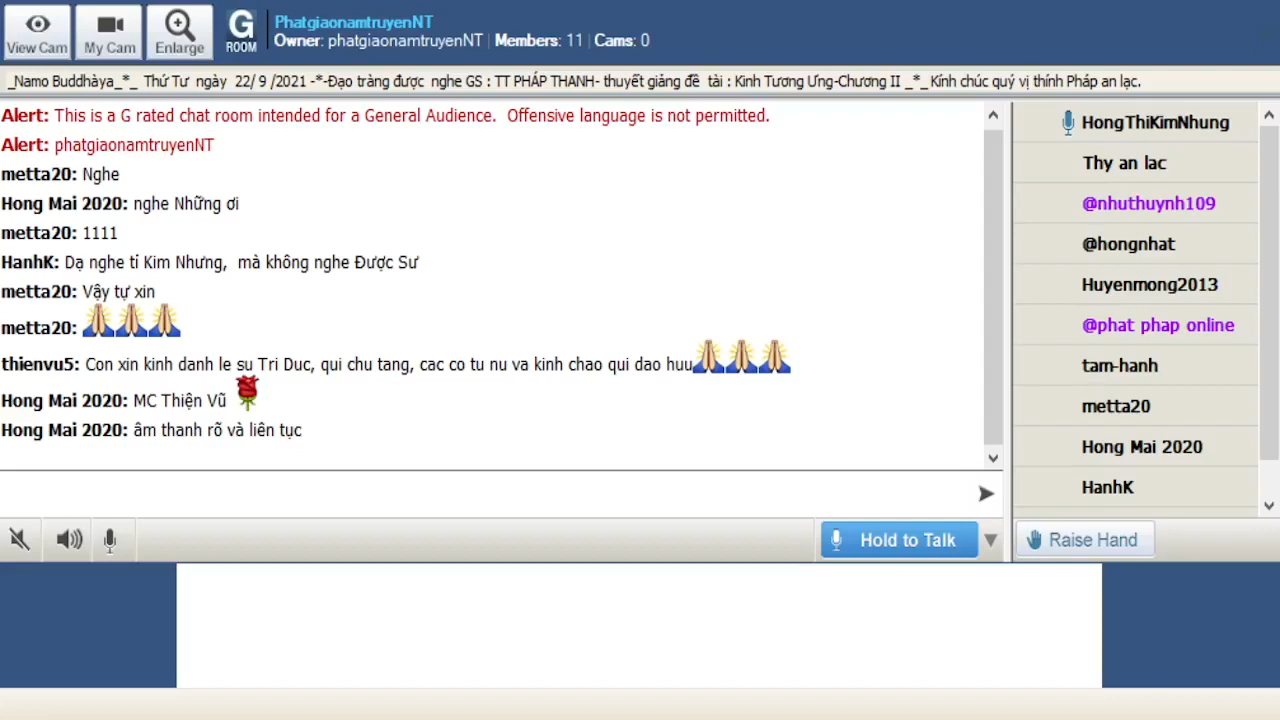 View Cam
My Cam
Enlarge
G
ROOM
PhatgiaonamtruyenNT
Owner: phatgiaonamtruyenNT | Members: 11 | Cams: 0
_Namo Buddhàya_*_ Thứ Tư ngày 22/ 9 /2021 -*-Đạo tràng được nghe GS : TT PHÁP THANH- thuyết giảng đề tài : Kinh Tương Ưng-Chương II _*_Kính chúc quý vị thính Pháp an lạc.
Alert: This is a G rated chat room intended for a General Audience. Offensive language is not permitted.
Alert: phatgiaonamtruyenNT
metta20: Nghe
Hong Mai 2020: nghe Những ơi
metta20: 1111
HanhK: Dạ nghe tỉ Kim Nhưng, mà không nghe Được Sư
metta20: Vậy tự xin
metta20: 🙏🙏🙏
thienvu5: Con xin kinh danh le su Tri Duc, qui chu tang, cac co tu nu va kinh chao qui dao huu🙏🙏🙏
Hong Mai 2020: MC Thiện Vũ 🌹
Hong Mai 2020: âm thanh rõ và liên tục
HongThiKimNhung
Thy an lac
@nhuthuynh109
@hongnhat
Huyenmong2013
@phat phap online
tam-hanh
metta20
Hong Mai 2020
HanhK
Hold to Talk
Raise Hand